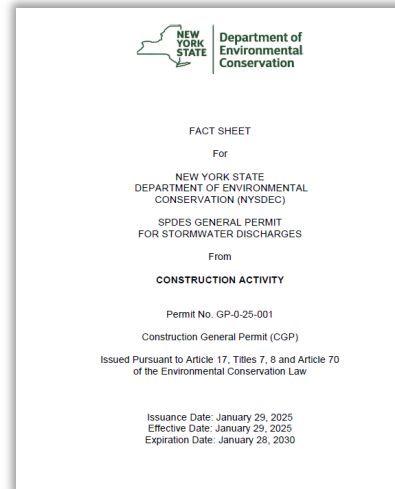 NEW
YORK
STATE
Department of
Environmental
Conservation
FACT SHEET
For
NEW YORK STATE
DEPARTMENT OF ENVIRONMENTAL
CONSERVATION (NYSDEC)
SPDES GENERAL PERMIT
FOR STORMWATER DISCHARGES
From
CONSTRUCTION ACTIVITY
Permit No. GP-0-25-001
Construction General Permit (CGP)
Issued Pursuant to Article 17, Titles 7, 8 and Article 70
of the Environmental Conservation Law
Issuance Date: January 29, 2025
Effective Date: January 29, 2025
Expiration Date: January 28, 2030